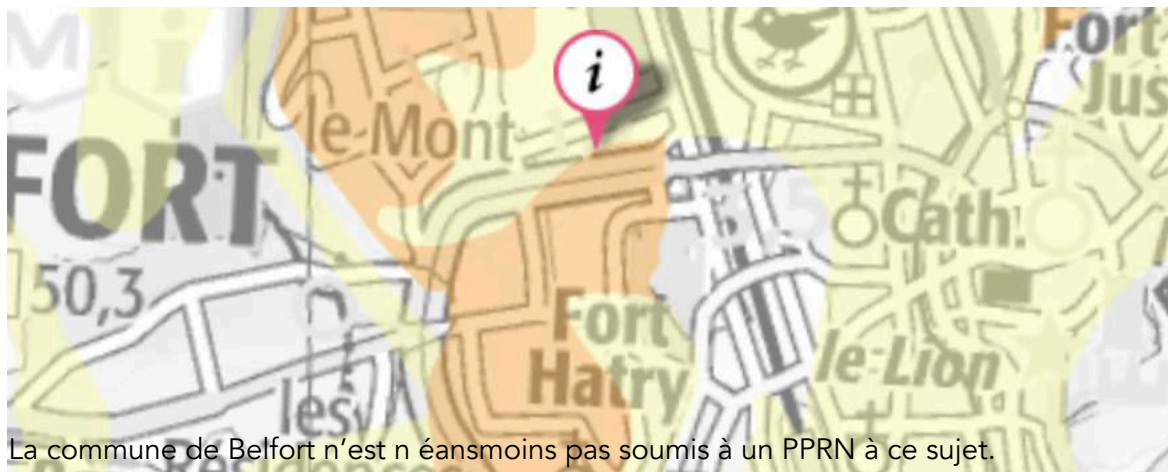 Fort
Jus
i
le-Mont
FORT
Cath.
50,3
Fort
Hatry
le-Lion
les
La commune de Belfort n'est n éansmoins pas soumis à un PPRN à ce sujet.
Résidences